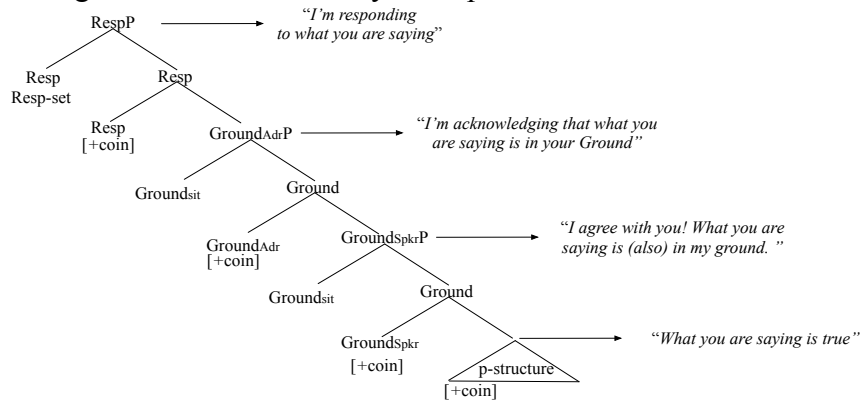 RespP
“I’m responding
to what you are saying”
Resp
Resp-set
Resp
Resp
[+coin]
GroundAdrP
“I’m acknowledging that what you
are saying is in your Ground”
Groundsit
Ground
GroundAdr
[+coin]
GroundSpkrP
“I agree with you! What you are
saying is (also) in my ground. ”
Groundsit
Ground
GroundSpkr
[+coin]
“What you are saying is true”
p-structure
[+coin]